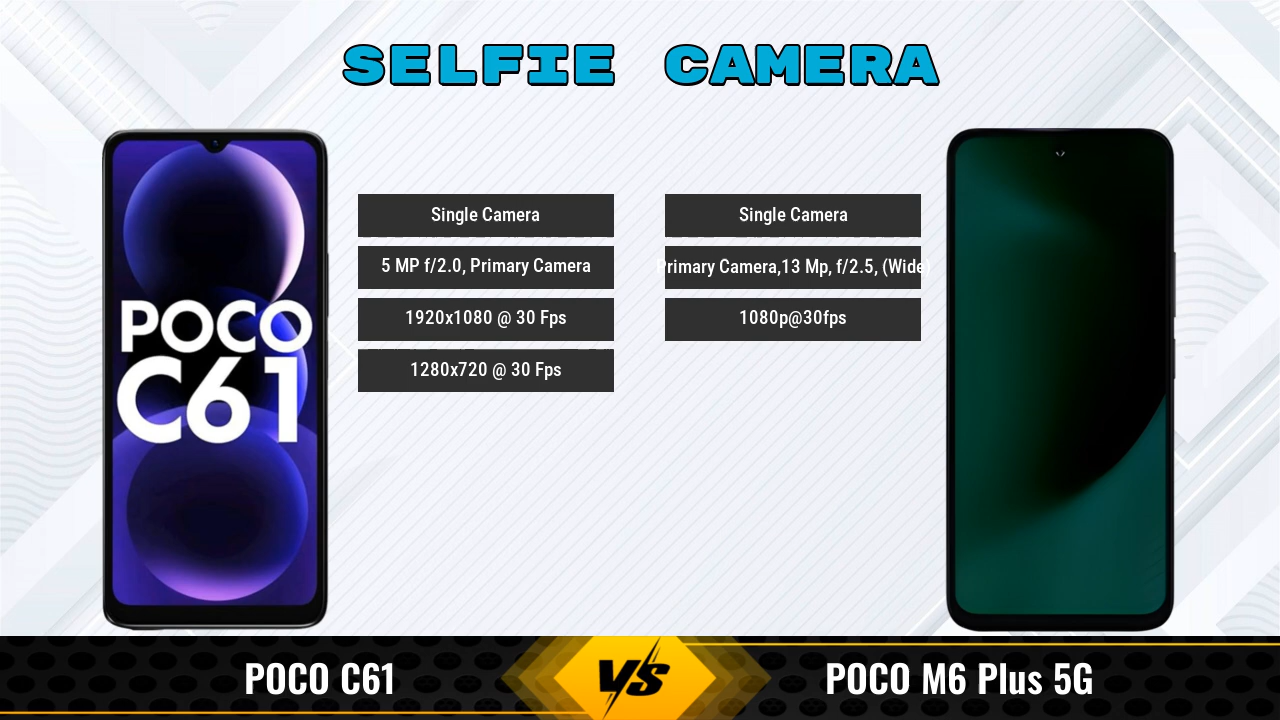 SELFIE CAMERA
POCO
C61
Single Camera
5 MP f/2.0, Primary Camera
1920x1080 @ 30 Fps
1280x720 @ 30 Fps
Single Camera
Primary Camera,13 Mp, f/2.5, (Wide)
1080p@30fps
POCO C61
VS
POCO M6 Plus 5G